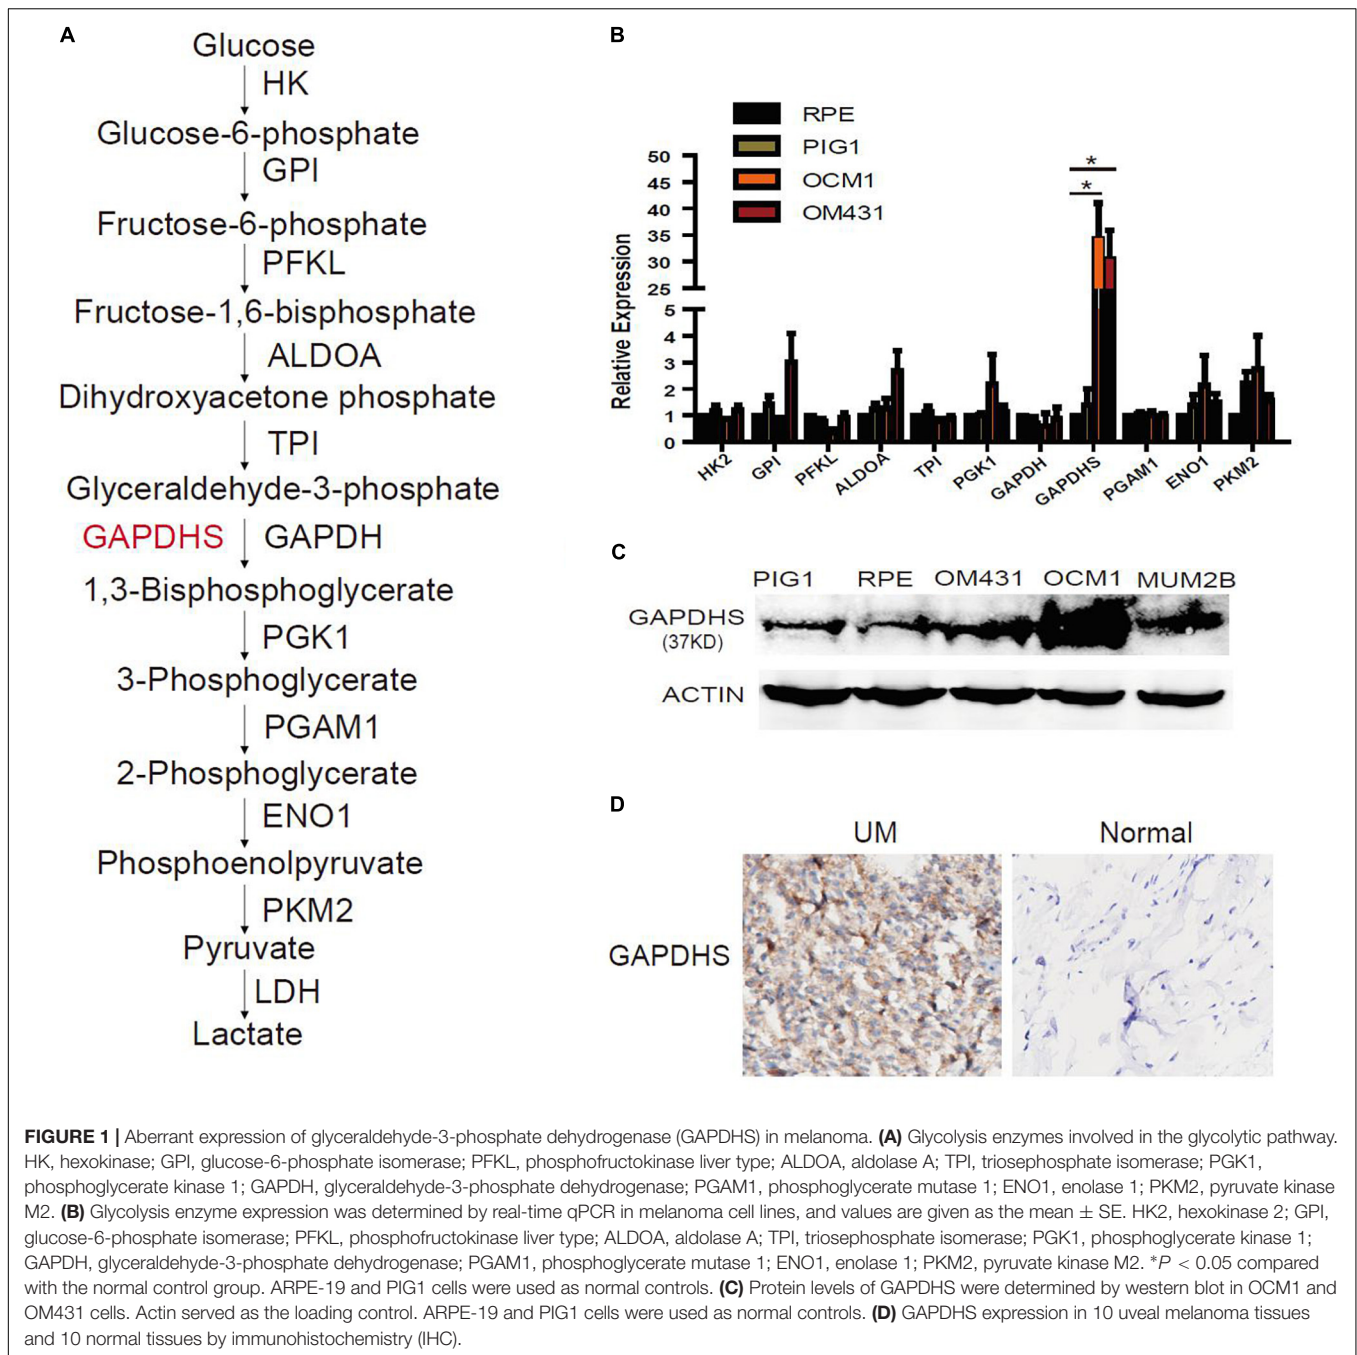 A
Glucose
HK
Glucose-6-phosphate
GPI
Fructose-6-phosphate
PFKL
Fructose-1,6-bisphosphate
ALDOA
Dihydroxyacetone phosphate
TPI
Glyceraldehyde-3-phosphate
GAPDHS GAPDH
1,3-Bisphosphoglycerate
PGK1
3-Phosphoglycerate
PGAM1
2-Phosphoglycerate
ENO1
Phosphoenolpyruvate
PKM2
Pyruvate
LDH
Lactate
B
RPE
PIG1
OCM1
OM431
Relative Expression
50
45
40
35
30
25
5
4
3
2
1
0
*
*
HK2 GPI PFKL ALDOA TPI PGK1 GAPDH GAPDHS PGAM1 ENO1 PKM2
C
PIG1 RPE OM431 OCM1 MUM2B
GAPDHS
(37KD)
ACTIN
D
UM Normal
GAPDHS
FIGURE 1 | Aberrant expression of glyceraldehyde-3-phosphate dehydrogenase (GAPDHS) in melanoma. (A) Glycolysis enzymes involved in the glycolytic pathway.
HK, hexokinase; GPI, glucose-6-phosphate isomerase; PFKL, phosphofructokinase liver type; ALDOA, aldolase A; TPI, triosephosphate isomerase; PGK1,
phosphoglycerate kinase 1; GAPDH, glyceraldehyde-3-phosphate dehydrogenase; PGAM1, phosphoglycerate mutase 1; ENO1, enolase 1; PKM2, pyruvate kinase
M2. (B) Glycolysis enzyme expression was determined by real-time qPCR in melanoma cell lines, and values are given as the mean ± SE. HK2, hexokinase 2; GPI,
glucose-6-phosphate isomerase; PFKL, phosphofructokinase liver type; ALDOA, aldolase A; TPI, triosephosphate isomerase; PGK1, phosphoglycerate kinase 1;
GAPDH, glyceraldehyde-3-phosphate dehydrogenase; PGAM1, phosphoglycerate mutase 1; ENO1, enolase 1; PKM2, pyruvate kinase M2. *P < 0.05 compared
with the normal control group. ARPE-19 and PIG1 cells were used as normal controls. (C) Protein levels of GAPDHS were determined by western blot in OCM1 and
OM431 cells. Actin served as the loading control. ARPE-19 and PIG1 cells were used as normal controls. (D) GAPDHS expression in 10 uveal melanoma tissues
and 10 normal tissues by immunohistochemistry (IHC).